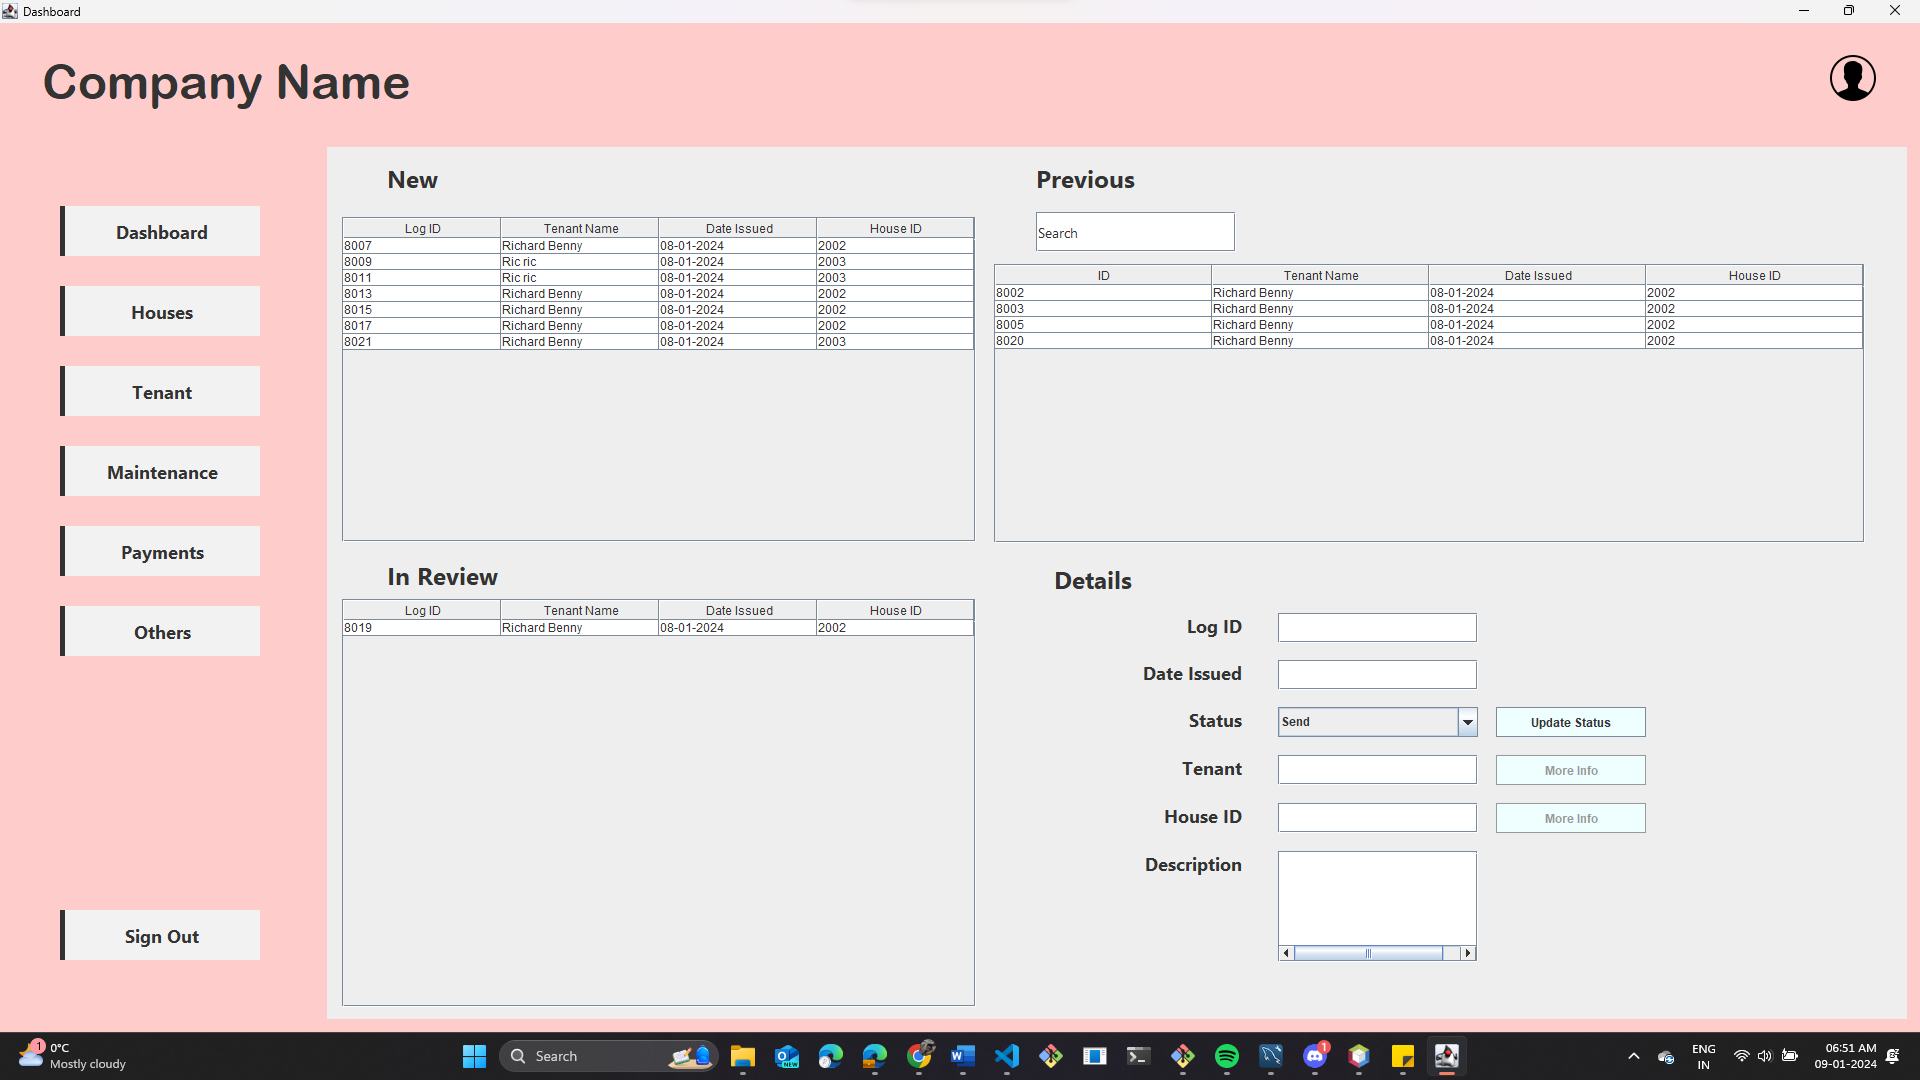 Dashboard
Company Name
Dashboard
Houses
Tenant
Maintenance
Payments
Others
Sign Out
New
Log ID Tenant Name Date Issued House ID
8007 Richard Benny 08-01-2024 2002
8009 Ric ric 08-01-2024 2003
8011 Ric ric 08-01-2024 2003
8013 Richard Benny 08-01-2024 2002
8015 Richard Benny 08-01-2024 2002
8017 Richard Benny 08-01-2024 2002
8021 Richard Benny 08-01-2024 2003
Previous
Search
ID Tenant Name Date Issued House ID
8002 Richard Benny 08-01-2024 2002
8003 Richard Benny 08-01-2024 2002
8005 Richard Benny 08-01-2024 2002
8020 Richard Benny 08-01-2024 2002
In Review
Log ID Tenant Name Date Issued House ID
8019 Richard Benny 08-01-2024 2002
Details
Log ID
Date Issued
Status Send Update Status
Tenant More Info
House ID More Info
Description
1
0°C
Mostly cloudy
Search
NEW
W
1
ENG
IN
06:51 AM
09-01-2024